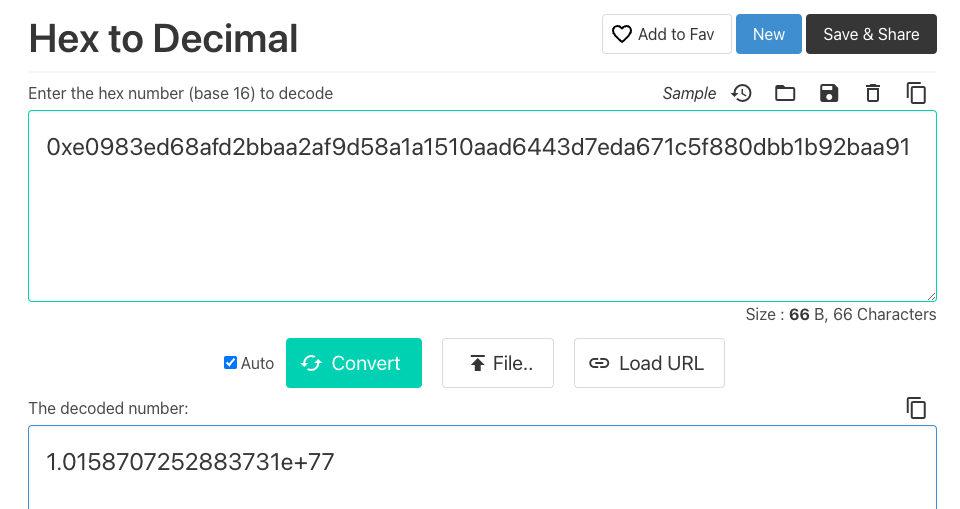 Hex to Decimal
Add to Fav
New
Save & Share
Enter the hex number (base 16) to decode
Sample
0xe0983ed68afd2bbaa2af9d58a1a1510aad6443d7eda671c5f880dbb1b92baa91
Size : 66 B, 66 Characters
Auto
Convert
File..
Load URL
The decoded number:
1.0158707252883731e+77